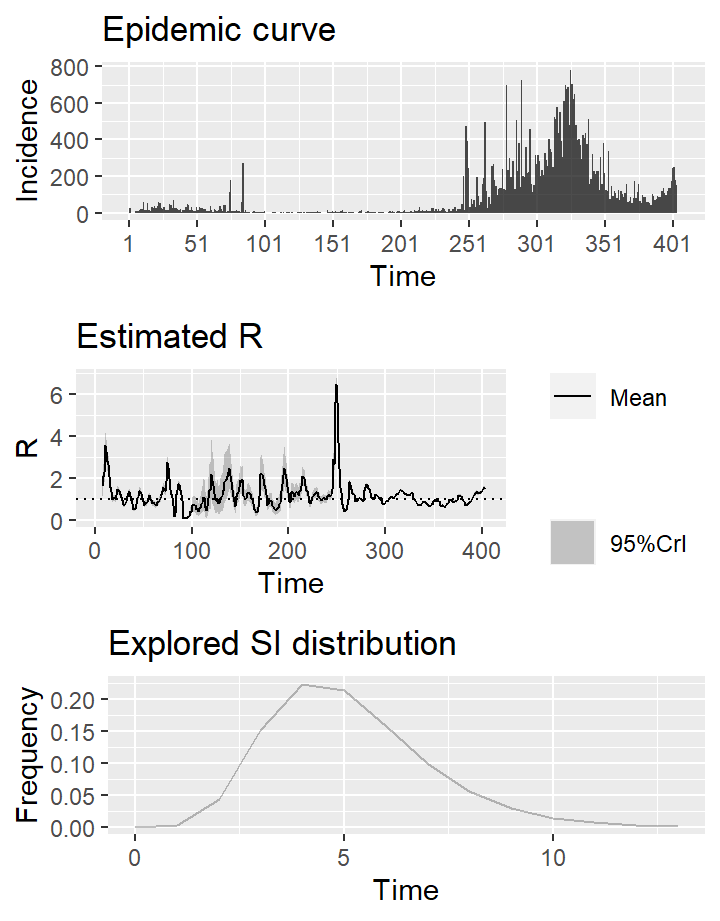 Epidemic curve
800
600
400
200
0
Incidence
1 51 101 151 201 251 301 351 401
Time
Estimated R
6
4
2
0
R
0 100 200 300 400
Time
Mean
95%CrI
Explored SI distribution
0.20
0.15
0.10
0.05
0.00
Frequency
0 5 10
Time